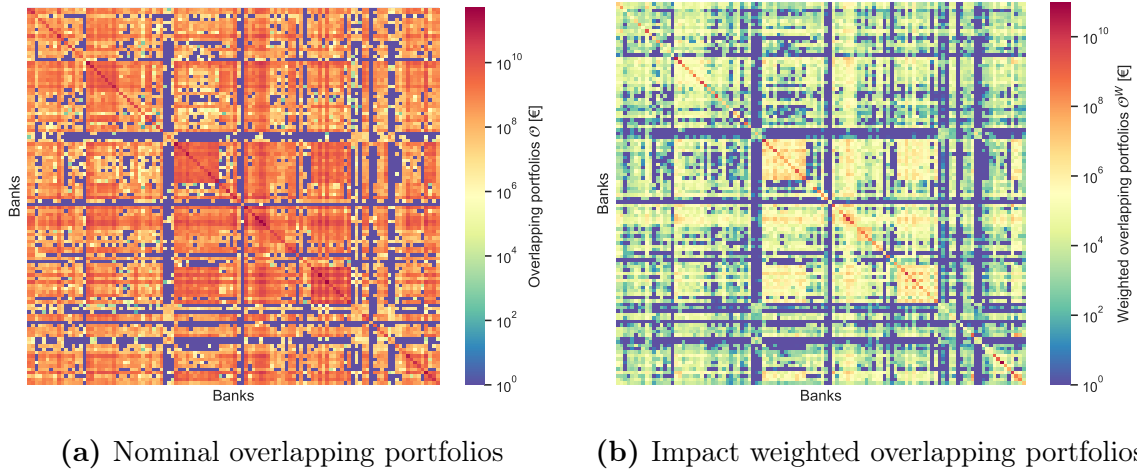 Banks
Banks
10^10
10^8
10^6
10^4
10^2
10^0
Overlapping portfolios 𝒪 [€]
(a) Nominal overlapping portfolios
Banks
Banks
10^10
10^8
10^6
10^4
10^2
10^0
Weighted overlapping portfolios 𝒪^W [€]
(b) Impact weighted overlapping portfolios